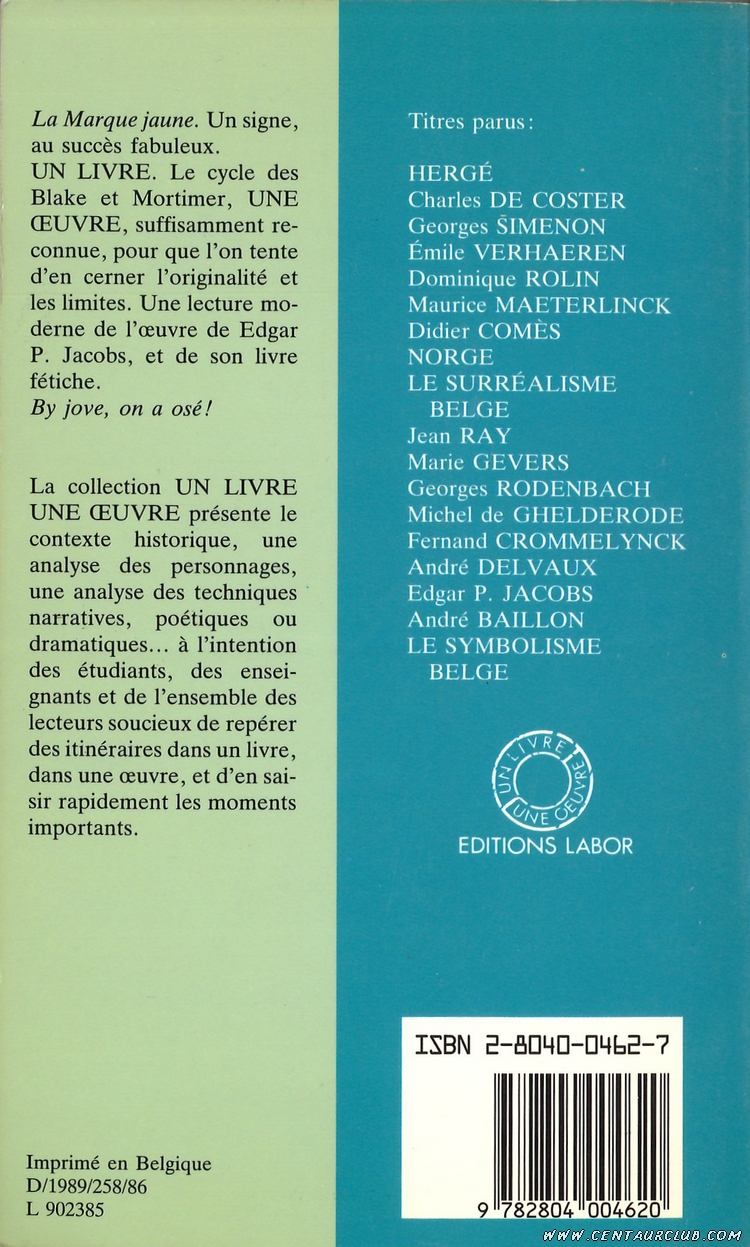 La Marque jaune. Un signe,
au succès fabuleux.
UN LIVRE. Le cycle des
Blake et Mortimer, UNE
ŒUVRE, suffisamment re-
connue, pour que l'on tente
d'en cerner l'originalité et
les limites. Une lecture mo-
derne de l'œuvre de Edgar
P. Jacobs, et de son livre
fétiche.
By jove, on a osé!
La collection UN LIVRE
UNE ŒUVRE présente le
contexte historique, une
analyse des personnages,
une analyse des techniques
narratives, poétiques ou
dramatiques... à l'intention
des étudiants, des ensei-
gnants et de l'ensemble des
lecteurs soucieux de repérer
des itinéraires dans un livre,
dans une œuvre, et d'en sai-
sir rapidement les moments
importants.
Imprimé en Belgique
D/1989/258/86
L 902385
Titres parus:
HERGÉ
Charles DE COSTER
Georges SIMENON
Émile VERHAEREN
Dominique ROLIN
Maurice MAETERLINCK
Didier COMÈS
NORGE
LE SURRÉALISME
BELGE
Jean RAY
Marie GEVERS
Georges RODENBACH
Michel de GHELDERODE
Fernand CROMMELYNCK
André DELVAUX
Edgar P. JACOBS
André BAILLON
LE SYMBOLISME
BELGE
UN LIVRE
UNE OEUVRE
EDITIONS LABOR
ISBN 2-8040-0462-7
9 782804 004620
WWW.CENTAURCLUB.COM